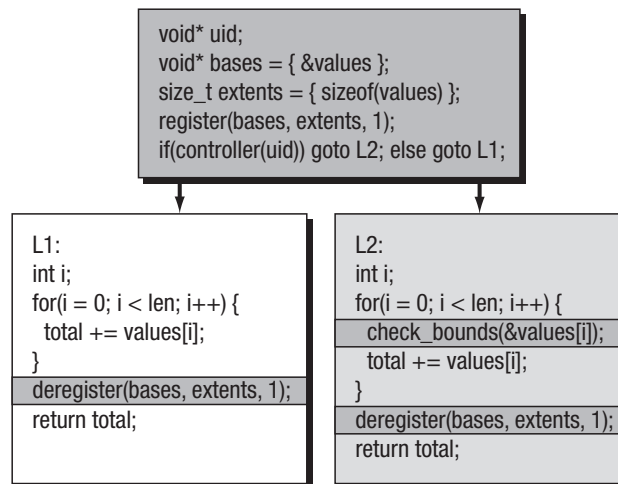 void* uid;
void* bases = { &values };
size_t extents = { sizeof(values) };
register(bases, extents, 1);
if(controller(uid)) goto L2; else goto L1;
L1:
int i;
for(i = 0; i < len; i++) {
total += values[i];
}
deregister(bases, extents, 1);
return total;
L2:
int i;
for(i = 0; i < len; i++) {
check_bounds(&values[i]);
total += values[i];
}
deregister(bases, extents, 1);
return total;